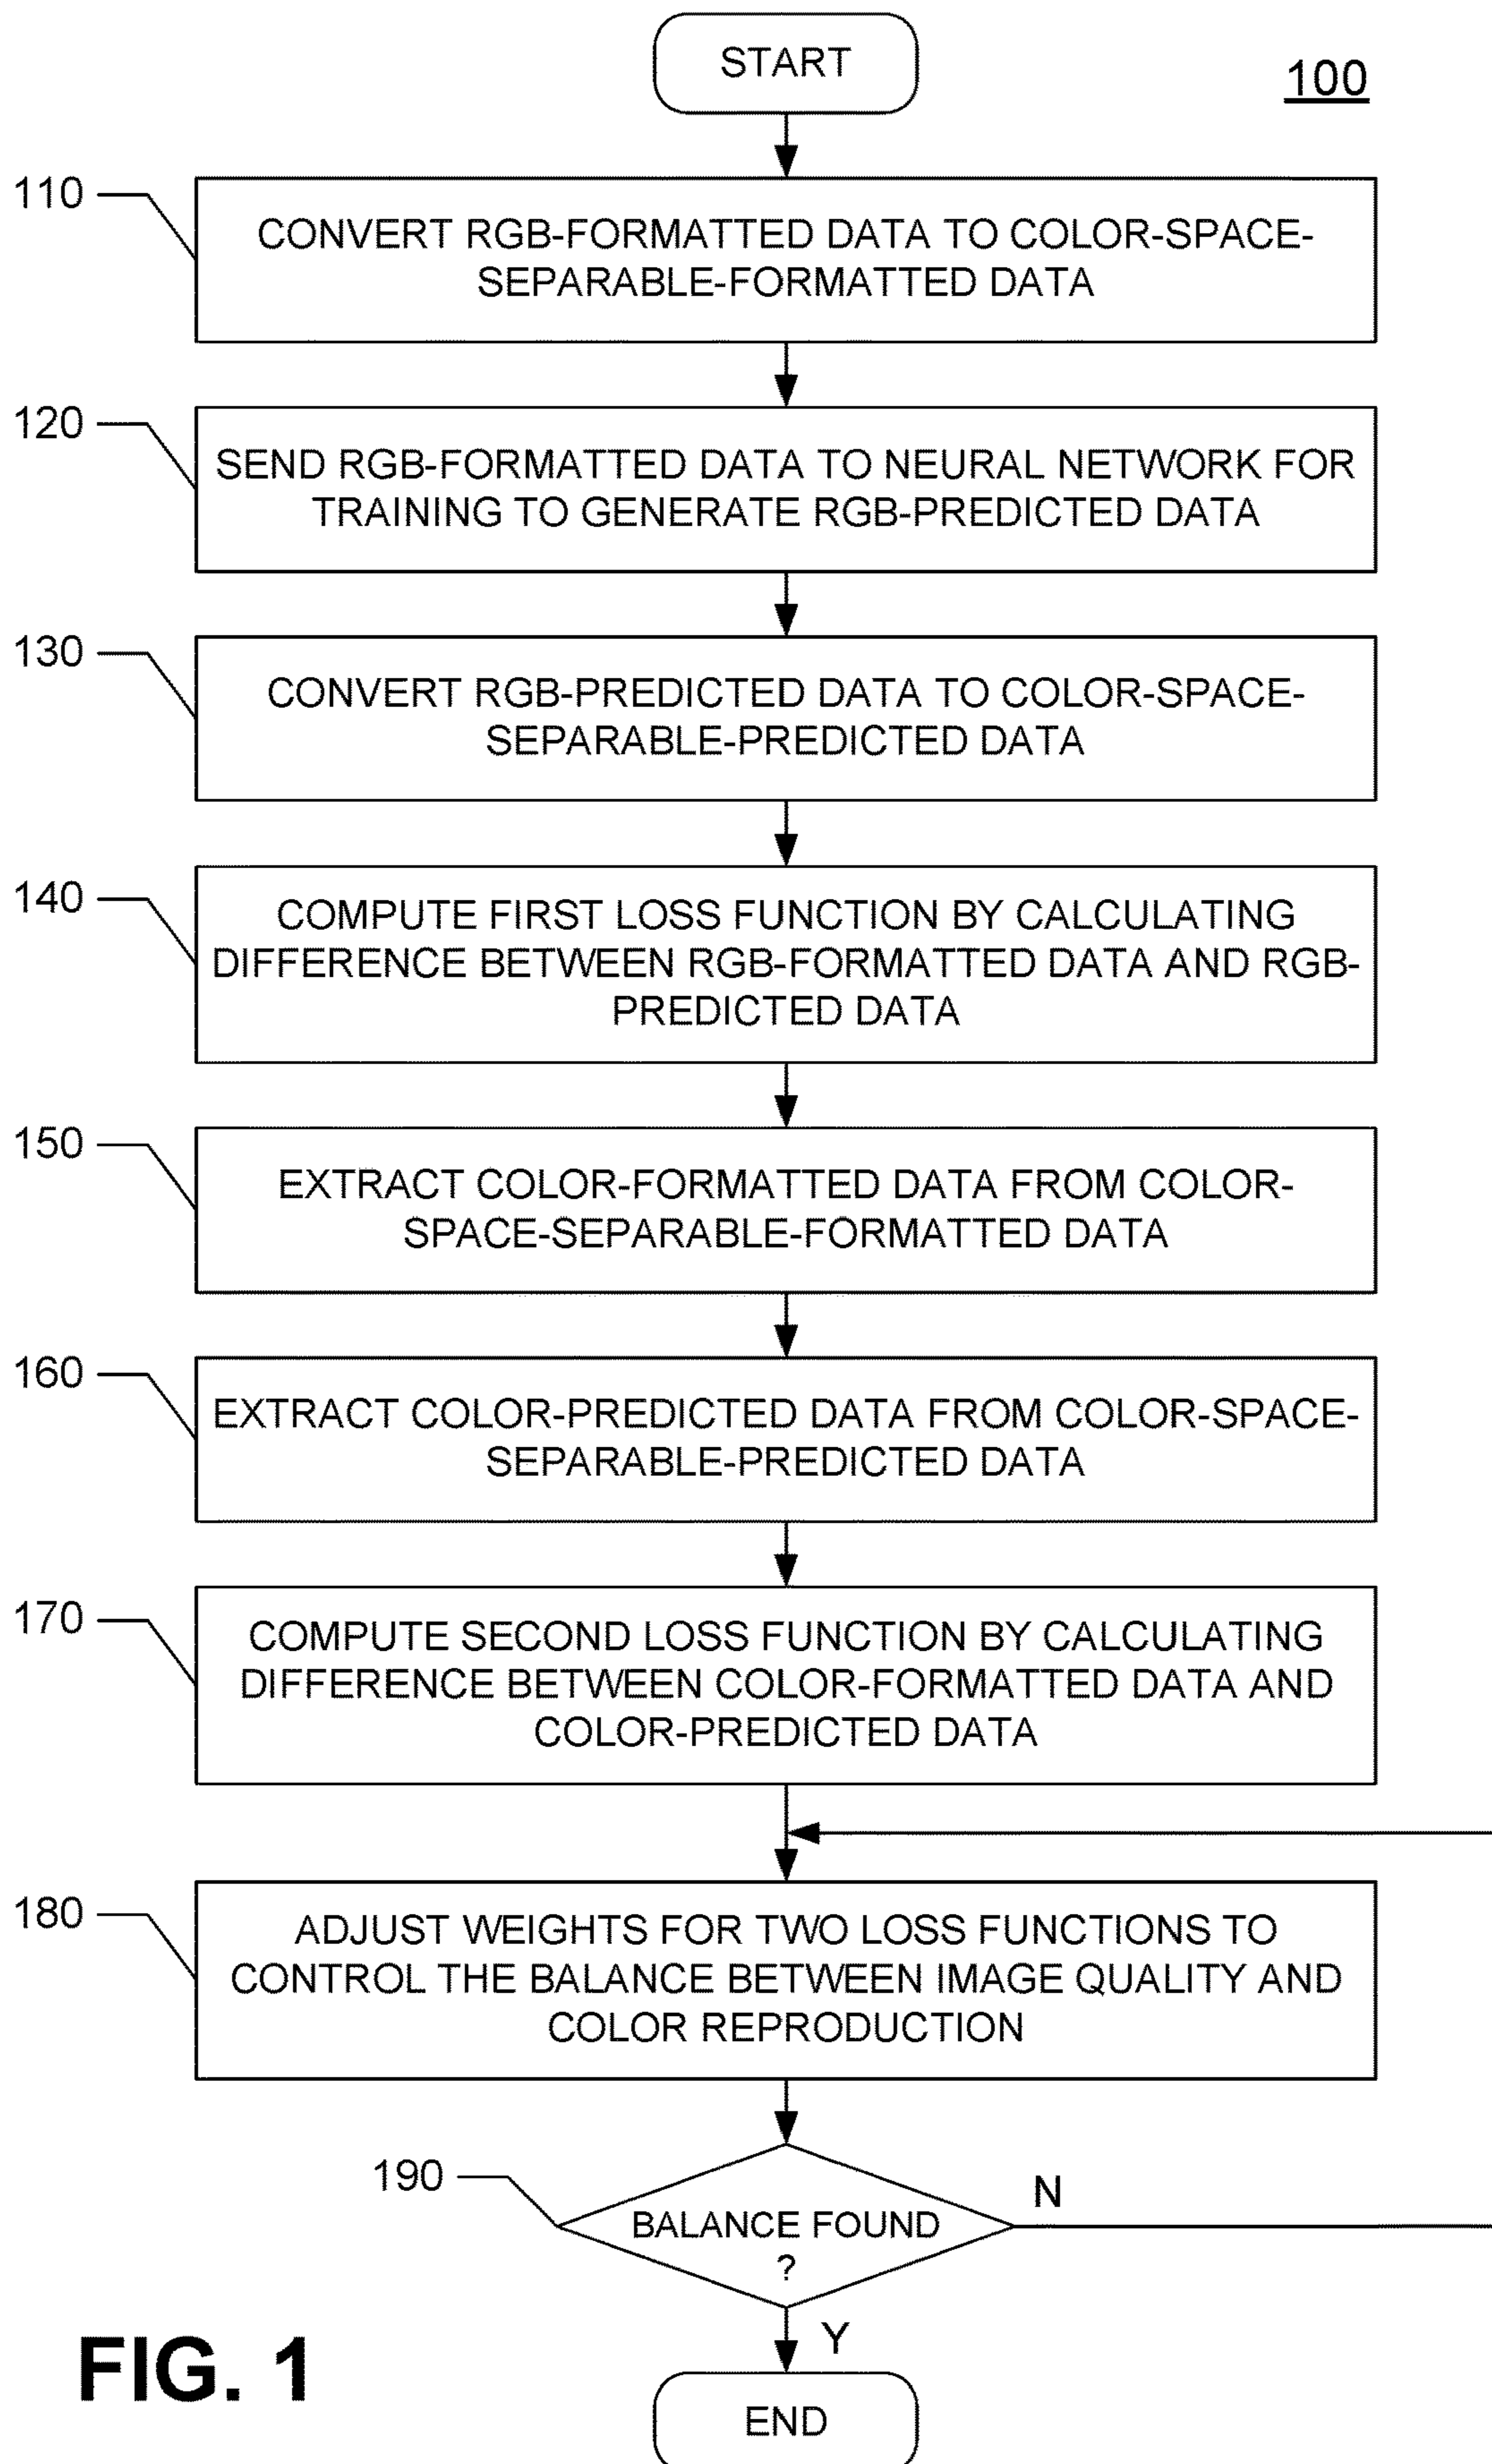 START
100
110
CONVERT RGB-FORMATTED DATA TO COLOR-SPACE-
SEPARABLE-FORMATTED DATA
120
SEND RGB-FORMATTED DATA TO NEURAL NETWORK FOR
TRAINING TO GENERATE RGB-PREDICTED DATA
130
CONVERT RGB-PREDICTED DATA TO COLOR-SPACE-
SEPARABLE-PREDICTED DATA
140
COMPUTE FIRST LOSS FUNCTION BY CALCULATING
DIFFERENCE BETWEEN RGB-FORMATTED DATA AND RGB-
PREDICTED DATA
150
EXTRACT COLOR-FORMATTED DATA FROM COLOR-
SPACE-SEPARABLE-FORMATTED DATA
160
EXTRACT COLOR-PREDICTED DATA FROM COLOR-SPACE-
SEPARABLE-PREDICTED DATA
170
COMPUTE SECOND LOSS FUNCTION BY CALCULATING
DIFFERENCE BETWEEN COLOR-FORMATTED DATA AND
COLOR-PREDICTED DATA
180
ADJUST WEIGHTS FOR TWO LOSS FUNCTIONS TO
CONTROL THE BALANCE BETWEEN IMAGE QUALITY AND
COLOR REPRODUCTION
190
N
BALANCE FOUND
?
Y
FIG. 1
END